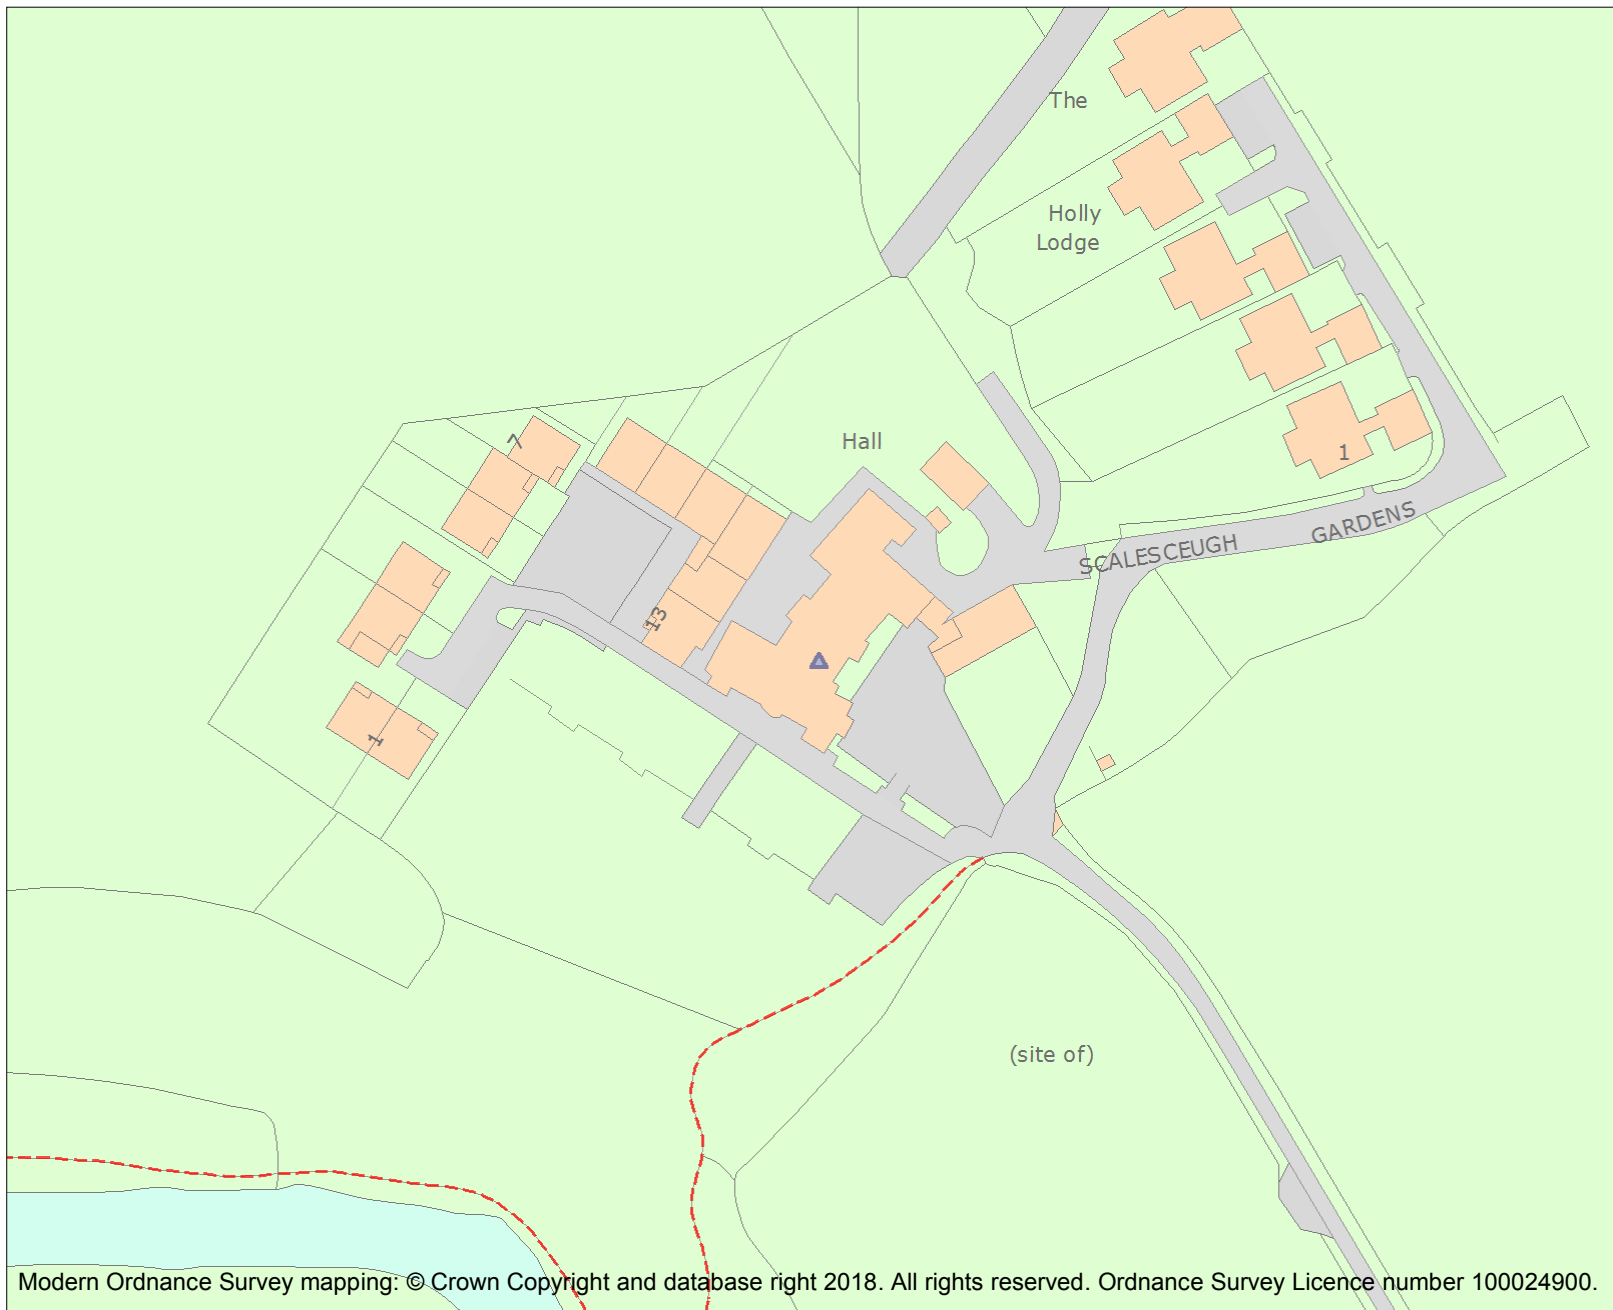 The
Holly
Lodge
7
Hall
1
SCALESCEUGH GARDENS
13
1
(site of)
Modern Ordnance Survey mapping: © Crown Copyright and database right 2018. All rights reserved. Ordnance Survey Licence number 100024900.